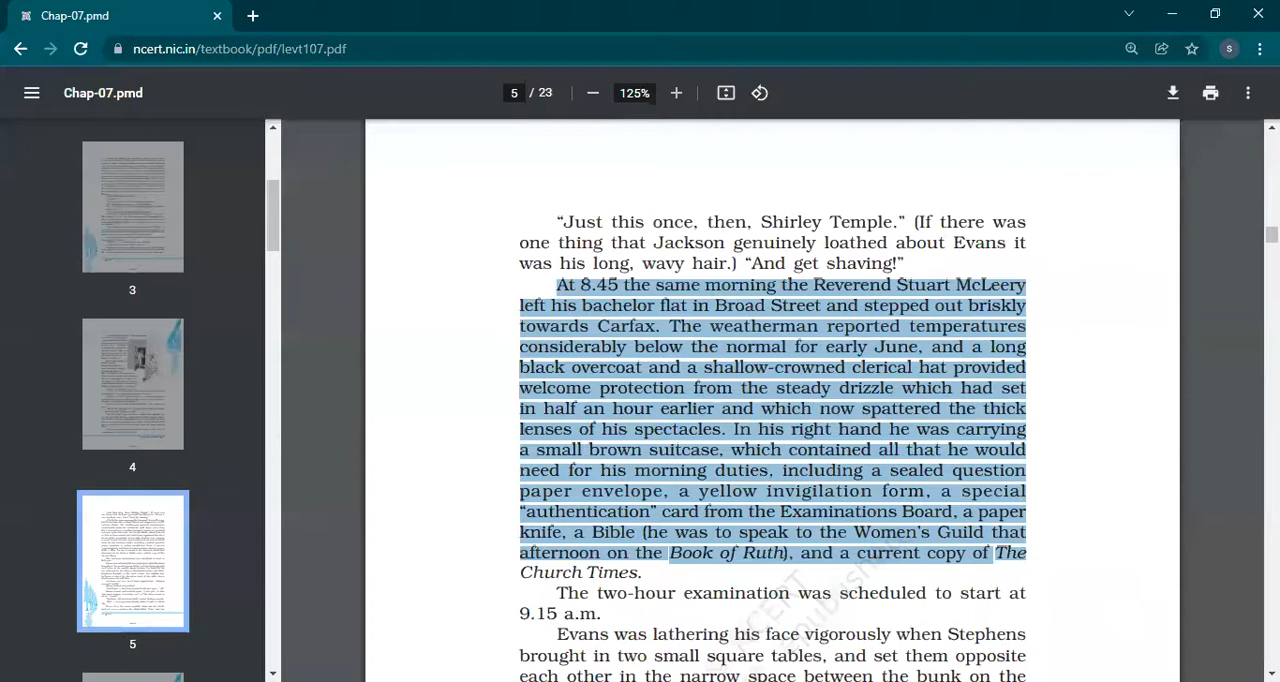 Chap-07.pmd
ncert.nic.in/textbook/pdf/levt107.pdf
S
Chap-07.pmd
5 / 23
125%
3
4
5
“Just this once, then, Shirley Temple.” (If there was
one thing that Jackson genuinely loathed about Evans it
was his long, wavy hair.) “And get shaving!”
At 8.45 the same morning the Reverend Stuart McLeery
left his bachelor flat in Broad Street and stepped out briskly
towards Carfax. The weatherman reported temperatures
considerably below the normal for early June, and a long
black overcoat and a shallow-crowned clerical hat provided
welcome protection from the steady drizzle which had set
in half an hour earlier and which now spattered the thick
lenses of his spectacles. In his right hand he was carrying
a small brown suitcase, which contained all that he would
need for his morning duties, including a sealed question
paper envelope, a yellow invigilation form, a special
“authenucation” card from the Examinations Board, a paper
knife, a Bible (he was to speak to the Women’s Guild that
afternoon on the Book of Ruth), and a current copy of The
Church Times.
The two-hour examination was scheduled to start at
9.15 a.m.
Evans was lathering his face vigorously when Stephens
brought in two small square tables, and set them opposite
each other in the narrow space between the bunk on the